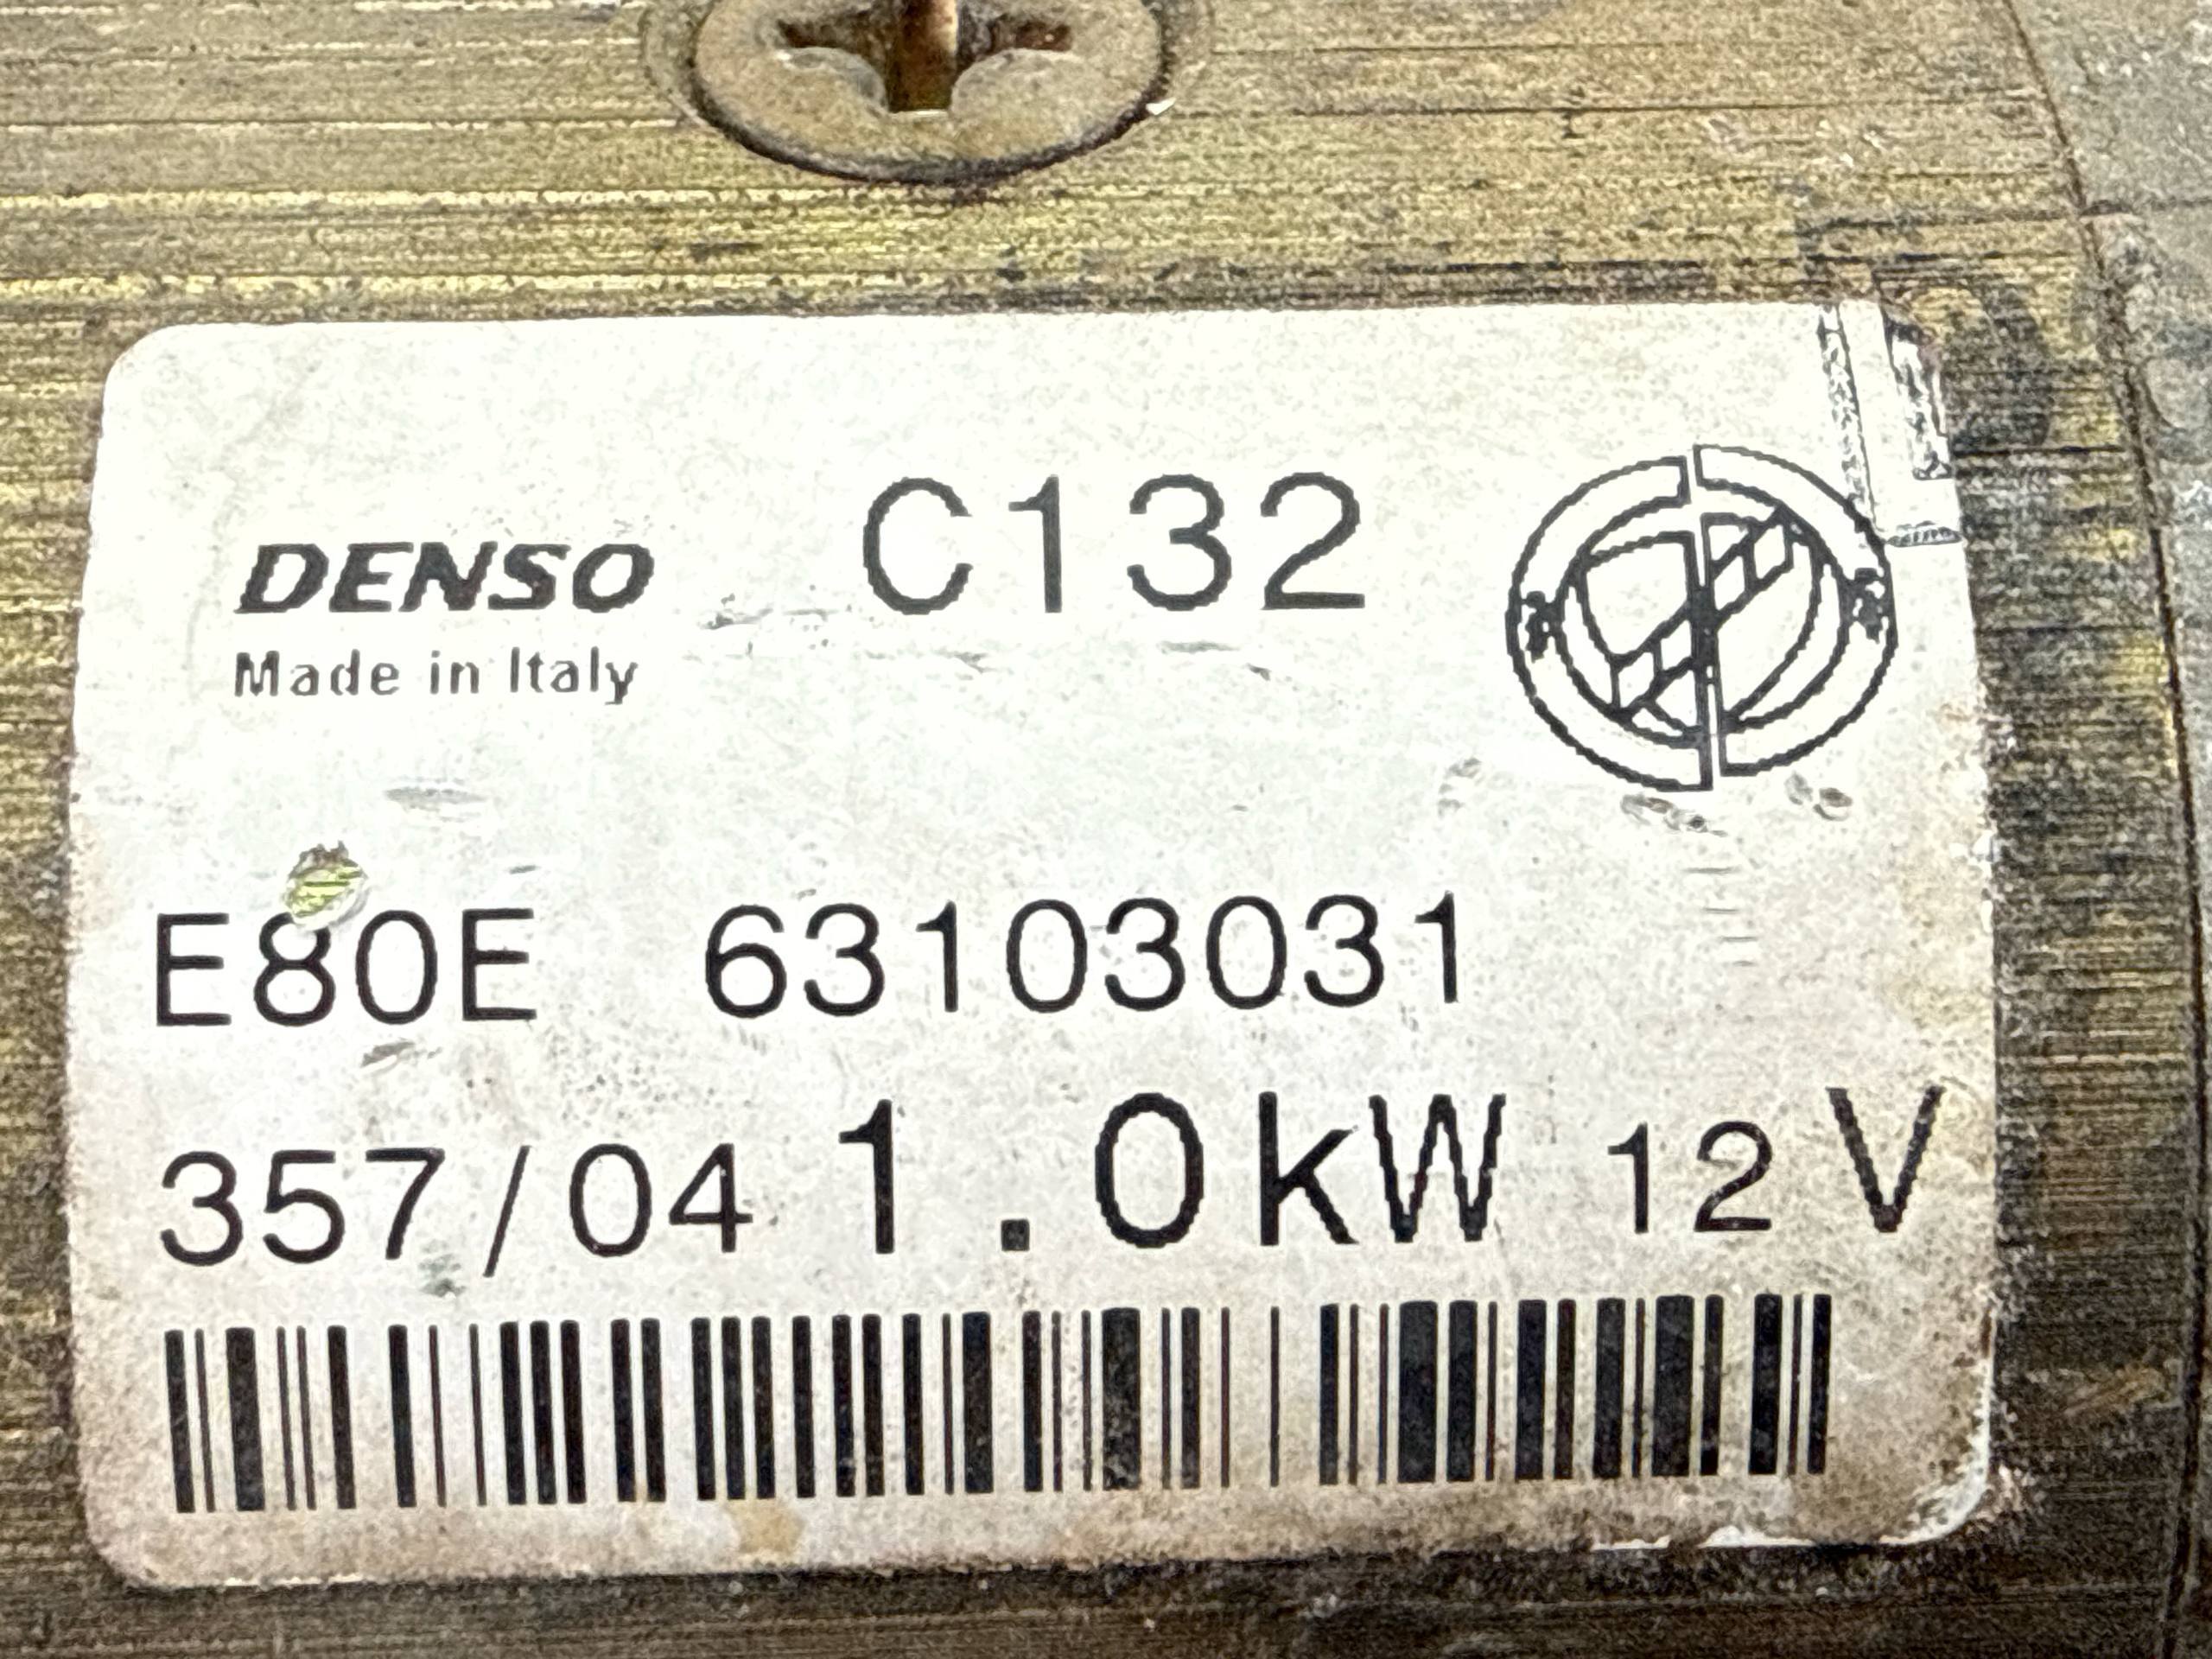 DENSO C132
Made in Italy
E80E 63103031
357/04 1.0kW 12V